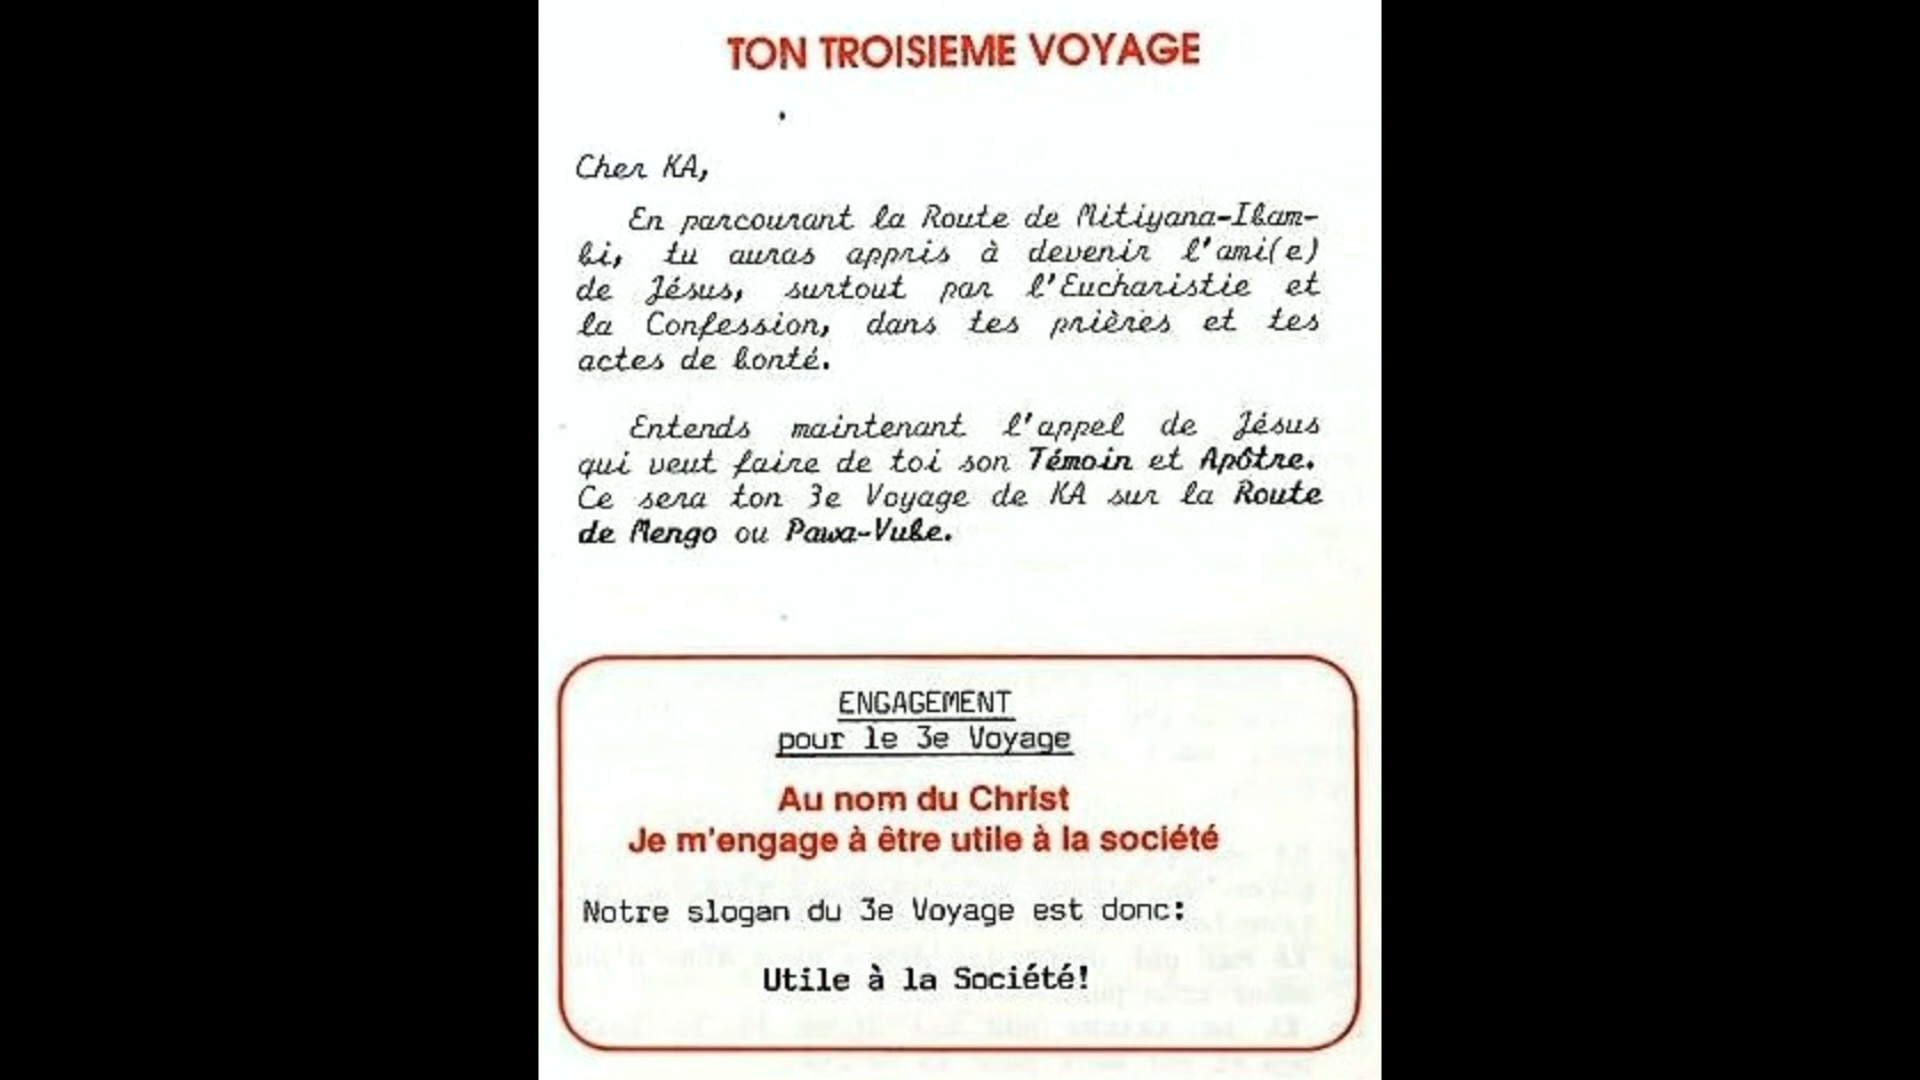 TON TROISIEME VOYAGE
Cher KA,
En parcourant la Route de Mitiyana-Ibam-
bi, tu auras appris à devenir l'ami(e)
de Jésus, surtout par l'Eucharistie et
la Confession, dans tes prières et tes
actes de bonté.
Entends maintenant l'appel de Jésus
qui veut faire de toi son Témoin et Apôtre.
Ce sera ton 3e Voyage de KA sur la Route
de Mengo ou Pawa-Vube.
ENGAGEMENT
pour le 3e Voyage
Au nom du Christ
Je m'engage à être utile à la société
Notre slogan du 3e Voyage est donc:
Utile à la Société!